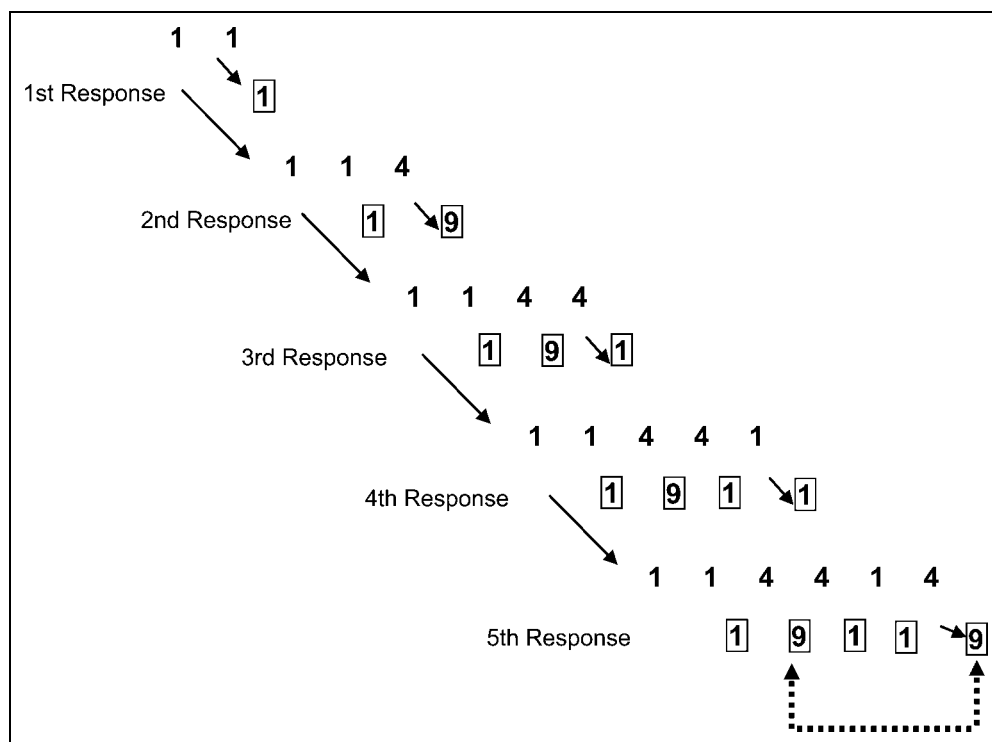 1 1
1st Response 1
1 1 4
2nd Response 1 9
1 1 4 4
3rd Response 1 9 1
1 1 4 4 1
4th Response 1 9 1 1
1 1 4 4 1 4
5th Response 1 9 1 1 9